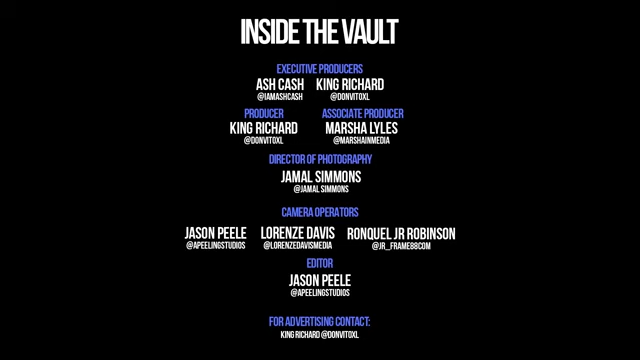 INSIDE THE VAULT
EXECUTIVE PRODUCERS
ASH CASH KING RICHARD
@IAMASHCASH @DONVITOXL
PRODUCER ASSOCIATE PRODUCER
KING RICHARD MARSHA LYLES
@DONVITOXL @MARSHAINMEDIA
DIRECTOR OF PHOTOGRAPHY
JAMAL SIMMONS
@JAMAL SIMMONS
CAMERA OPERATORS
JASON PEELE LORENZE DAVIS RONQUEL JR ROBINSON
@APEELINGSTUDIOS @LORENZEDAVISMEDIA @JR_FRAME88COM
EDITOR
JASON PEELE
@APEELINGSTUDIOS
FOR ADVERTISING CONTACT:
KING RICHARD @DONVITOXL